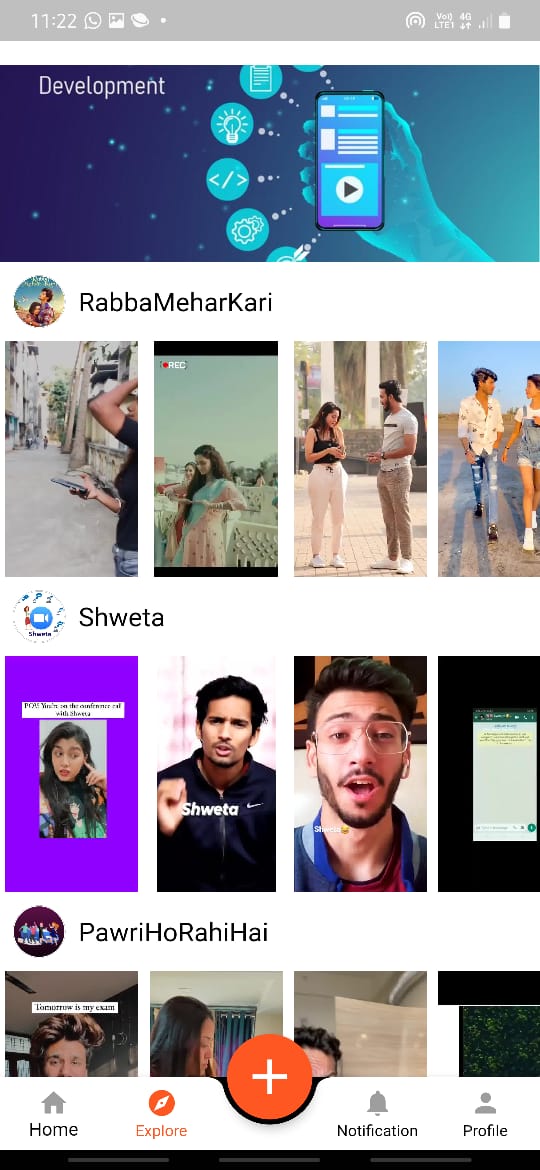 11:22
Vo))
LTE1
4G
Development
</>
RabbaMeharKari
REC
Shweta
Shweta
POV: You're on the conference call
with Shweta
Shweta
Shweta😂
PawriHoRahiHai
Tomorrow is my exam
Home
Explore
Notification
Profile